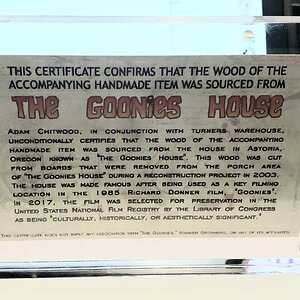 THIS CERTIFICATE CONFIRMS THAT THE WOOD OF THE
ACCOMPANYING HANDMADE ITEM WAS SOURCED FROM
THE GOONIES HOUSE
ADAM CHITWOOD, IN CONJUNCTION WITH TURNERS WAREHOUSE,
UNCONDITIONALLY CERTIFIES THAT THE WOOD OF THE ACCOMPANYING
HANDMADE ITEM WAS SOURCED FROM THE HOUSE IN ASTORIA,
OREGON KNOWN AS "THE GOONIES HOUSE". THIS WOOD WAS CUT
FROM BOARDS THAT WERE REMOVED FROM THE PORCH AREA
OF "THE GOONIES HOUSE" DURING A RECONSTRUCTION PROJECT IN 2003.
THE HOUSE WAS MADE FAMOUS AFTER BEING USED AS A KEY FILMING
LOCATION IN THE 1985 RICHARD DONNER FILM, "GOONIES".
IN 2017, THE FILM WAS SELECTED FOR PRESERVATION IN THE
UNITED STATES NATIONAL FILM REGISTRY BY THE LIBRARY OF CONGRESS
AS BEING "CULTURALLY, HISTORICALLY, OR AESTHETICALLY SIGNIFICANT."
THIS CERTIFICATE DOES NOT IMPLY ANY ASSOCIATION WITH "THE GOONIES," WARNER BROTHERS, OR ANY OF ITS AFFILIATES